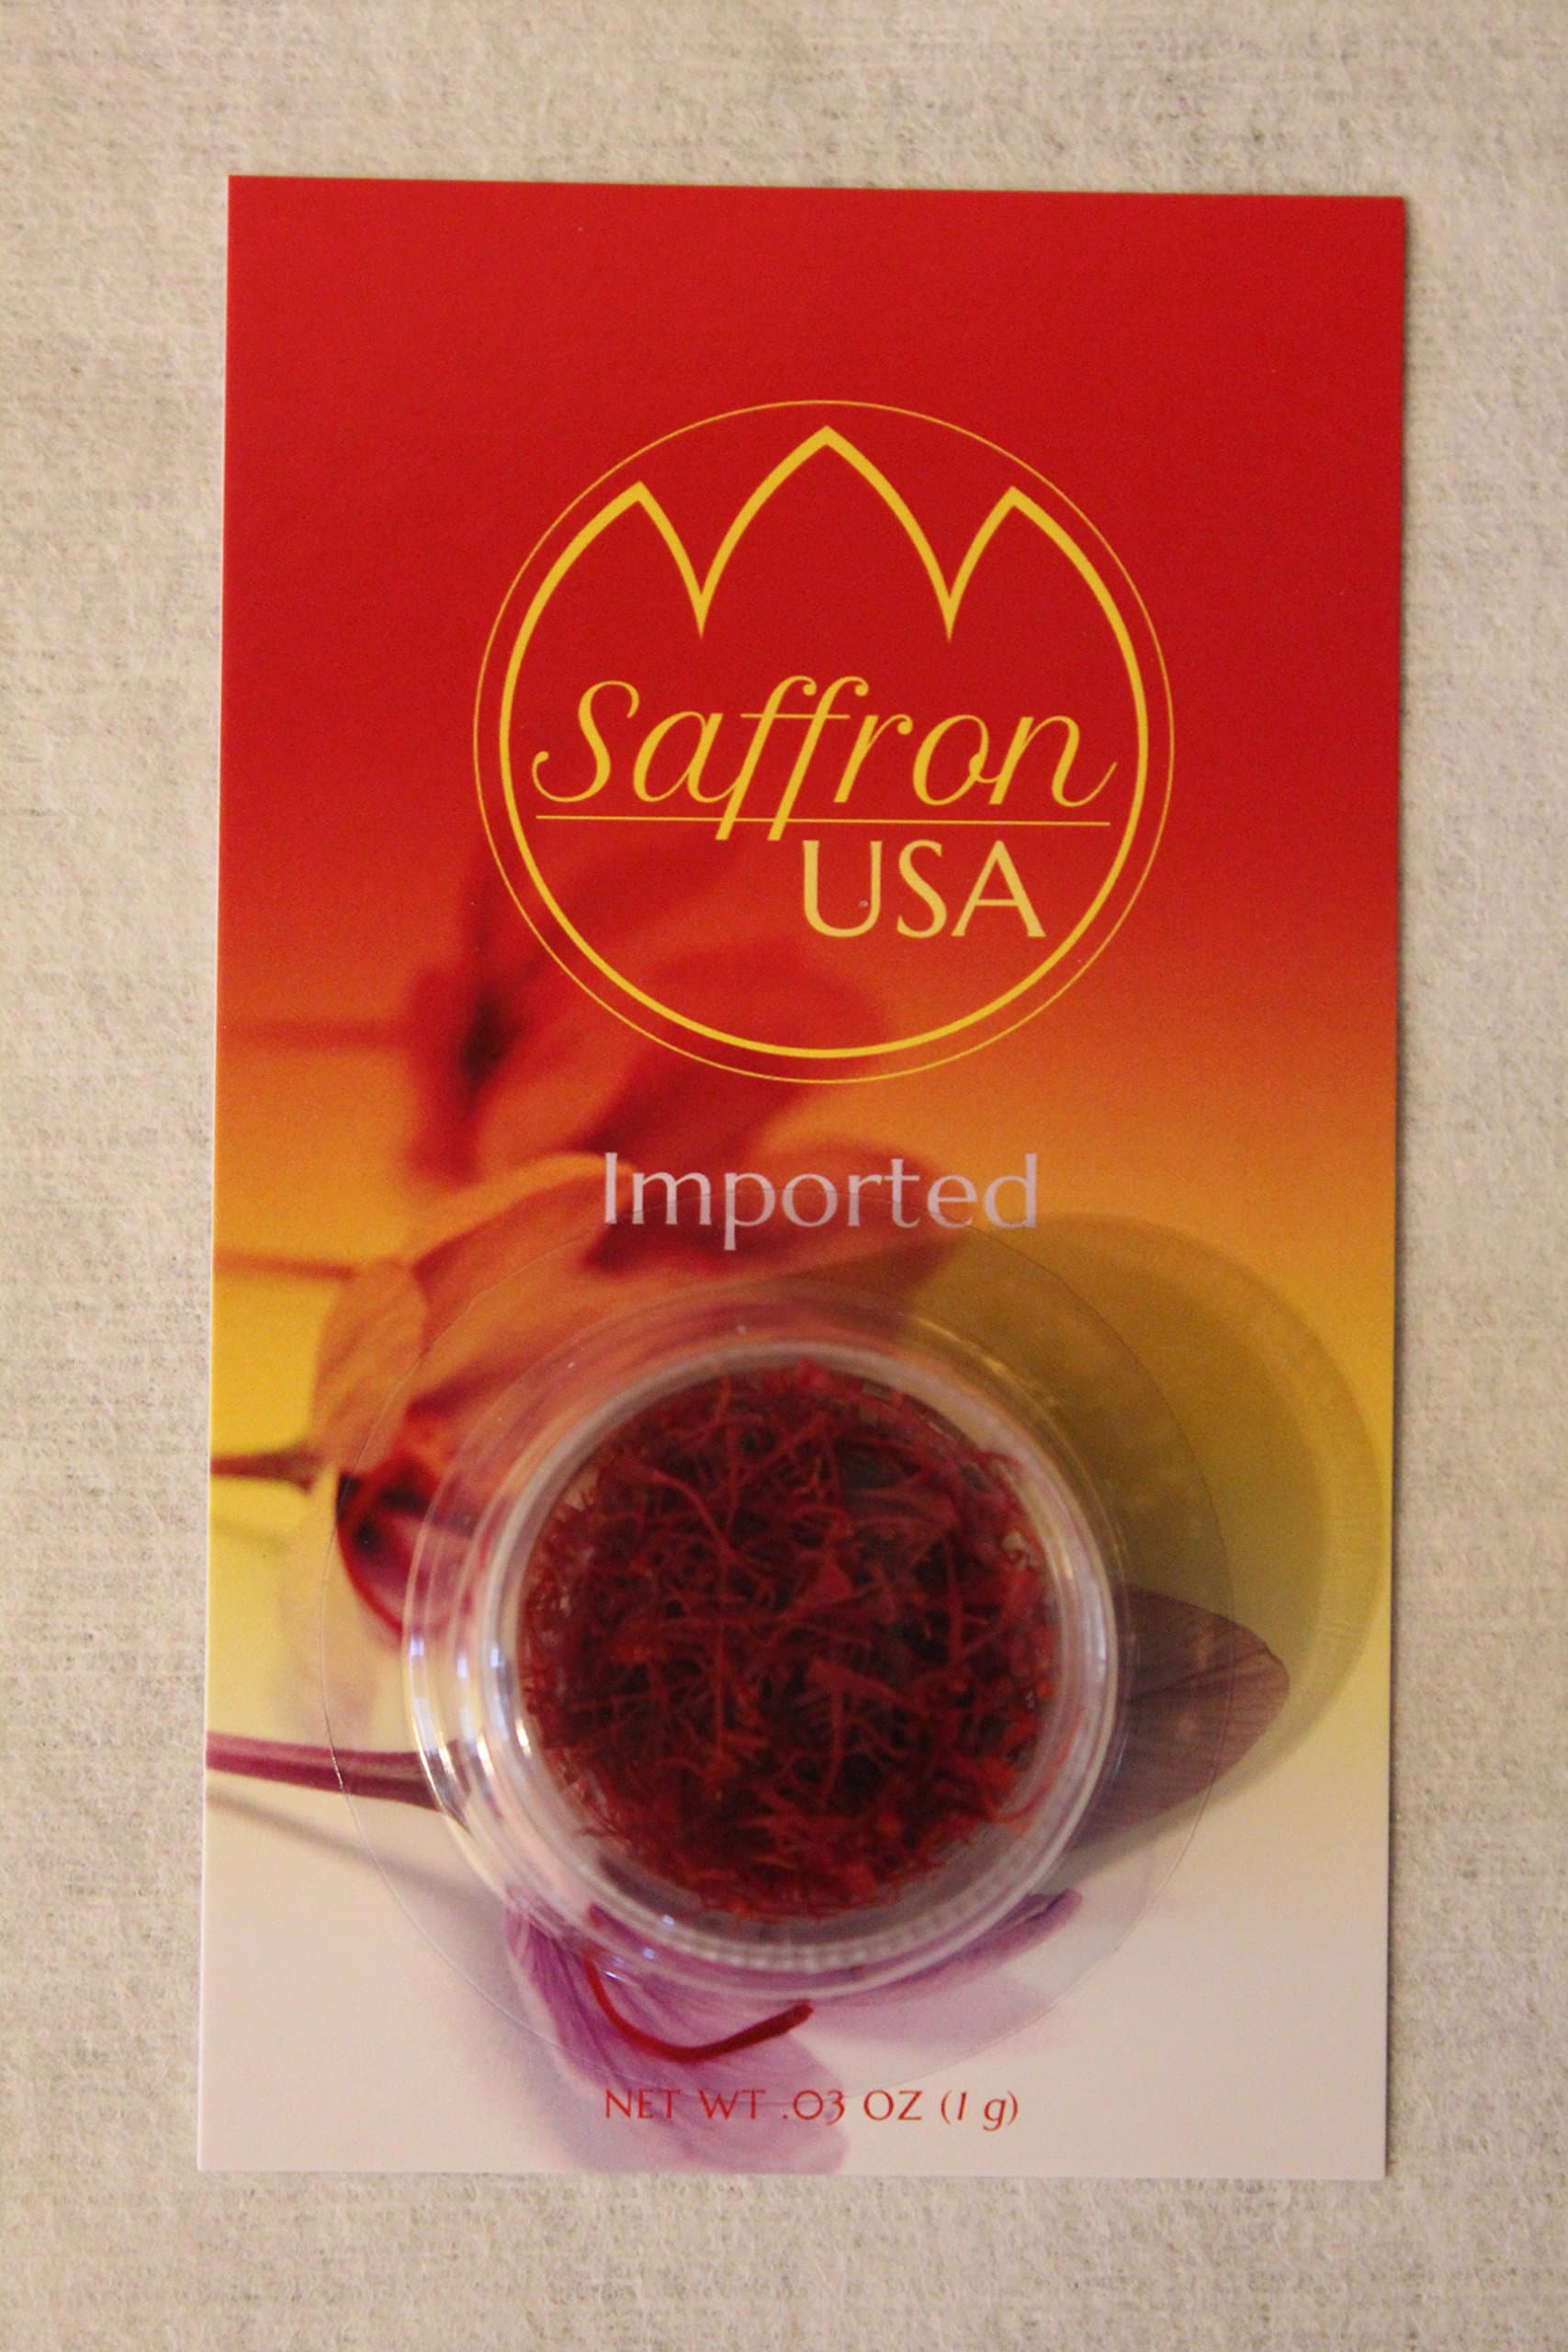 Saffron
USA
Imported
NET WT .03 OZ (1 g)